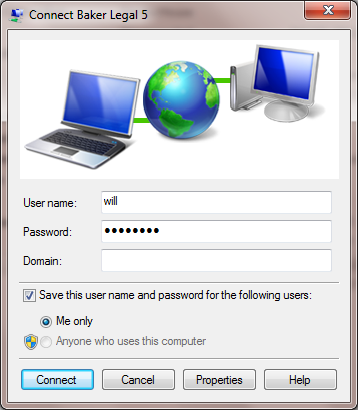 Connect Baker Legal 5
User name: will
Password: ●●●●●●●●
Domain:
Save this user name and password for the following users:
Me only
Anyone who uses this computer
Connect Cancel Properties Help